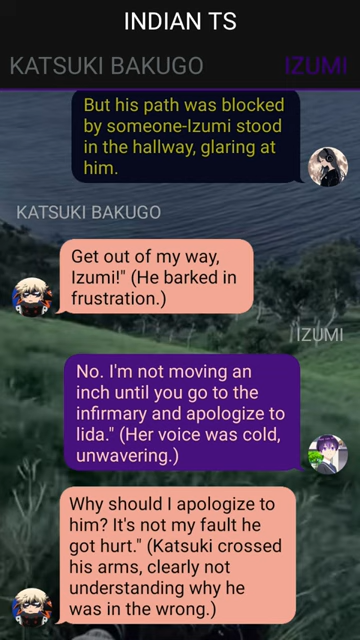 INDIAN TS
KATSUKI BAKUGO IZUMI
But his path was blocked
by someone-Izumi stood
in the hallway, glaring at
him.
KATSUKI BAKUGO
Get out of my way,
Izumi!" (He barked in
frustration.)
IZUMI
No. I'm not moving an
inch until you go to the
infirmary and apologize to
Iida." (Her voice was cold,
unwavering.)
Why should I apologize to
him? It's not my fault he
got hurt." (Katsuki crossed
his arms, clearly not
understanding why he
was in the wrong.)